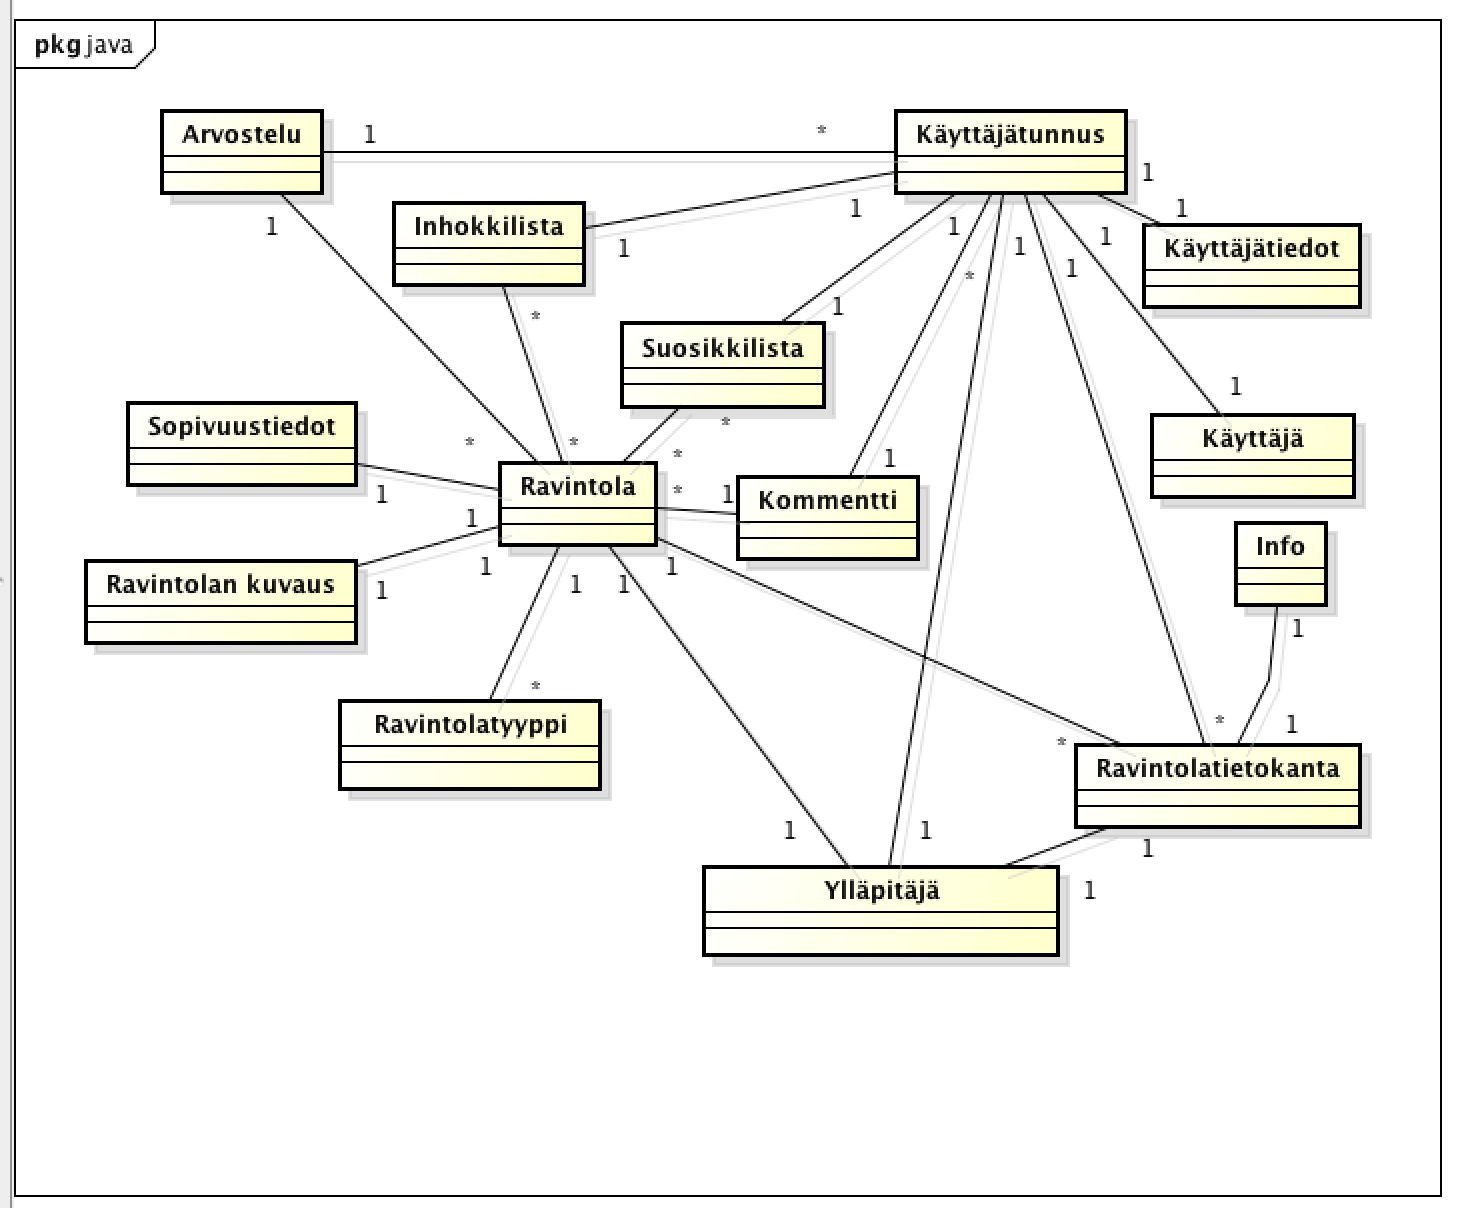 pkg java
Arvostelu
1
*
Käyttäjätunnus
1
1
1
Inhokkilista
1
1
1
*
1
1
1
Käyttäjätiedot
*
1
Suosikkilista
1
1
Sopivuustiedot
*
*
*
*
Käyttäjä
1
Ravintola
*
1
Kommentti
1
1
Info
Ravintolan kuvaus
1
1
1
1
1
1
*
Ravintolatyyppi
*
1
*
Ravintolatietokanta
1
1
1
Ylläpitäjä
1